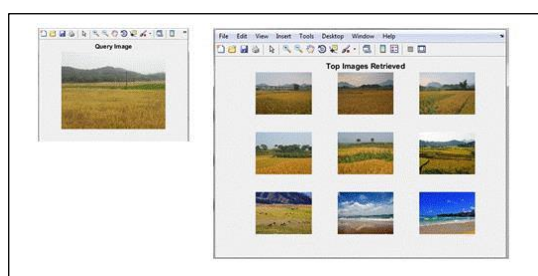 Query Image
File Edit View Insert Tools Desktop Window Help
Top Images Retrieved